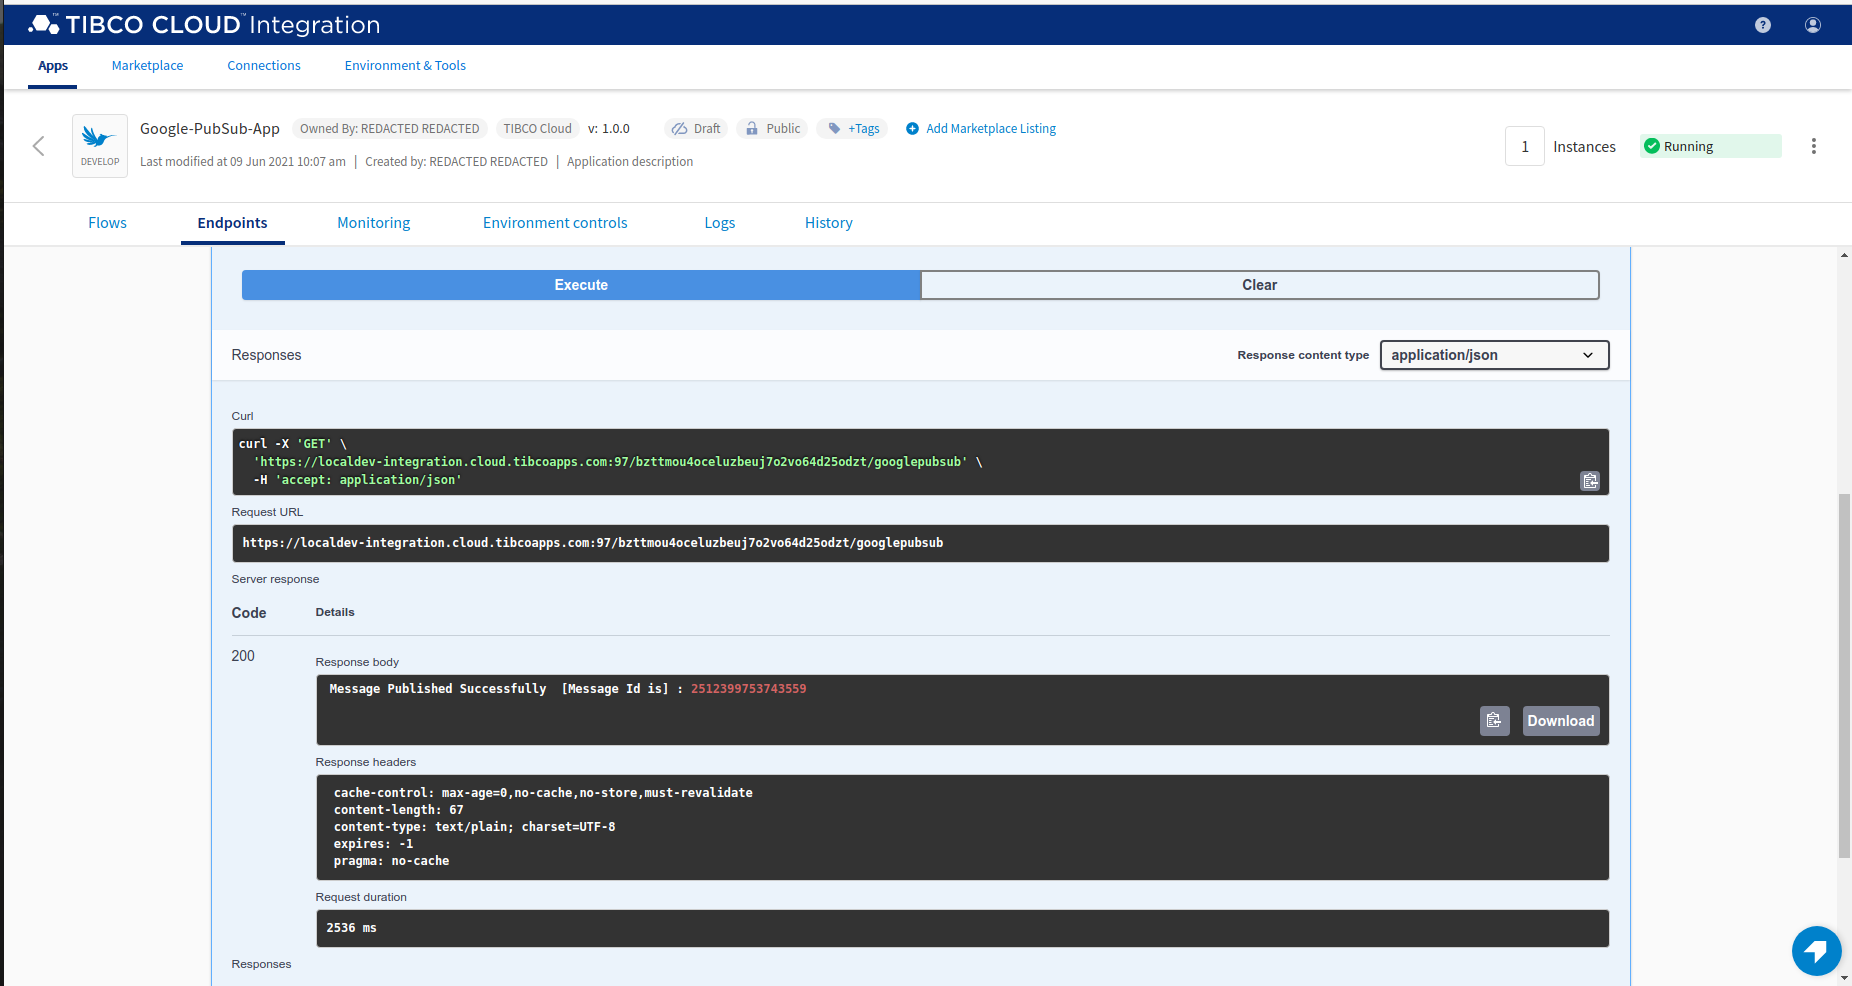 TIBCO CLOUD™ Integration
?
Apps Marketplace Connections Environment & Tools
DEVELOP
Google-PubSub-App Owned By: REDACTED REDACTED TIBCO Cloud v: 1.0.0 Draft Public +Tags Add Marketplace Listing
Last modified at 09 Jun 2021 10:07 am | Created by: REDACTED REDACTED | Application description
1 Instances Running
Flows Endpoints Monitoring Environment controls Logs History
Execute Clear
Responses Response content type application/json
Curl
curl -X 'GET' \
'https://localdev-integration.cloud.tibcoapps.com:97/bzttmou4oceluzbeuj7o2vo64d25odzt/googlepubsub' \
-H 'accept: application/json'
Request URL
https://localdev-integration.cloud.tibcoapps.com:97/bzttmou4oceluzbeuj7o2vo64d25odzt/googlepubsub
Server response
Code Details
200
Response body
Message Published Successfully [Message Id is] : 2512399753743559
Download
Response headers
cache-control: max-age=0,no-cache,no-store,must-revalidate
content-length: 67
content-type: text/plain; charset=UTF-8
expires: -1
pragma: no-cache
Request duration
2536 ms
Responses